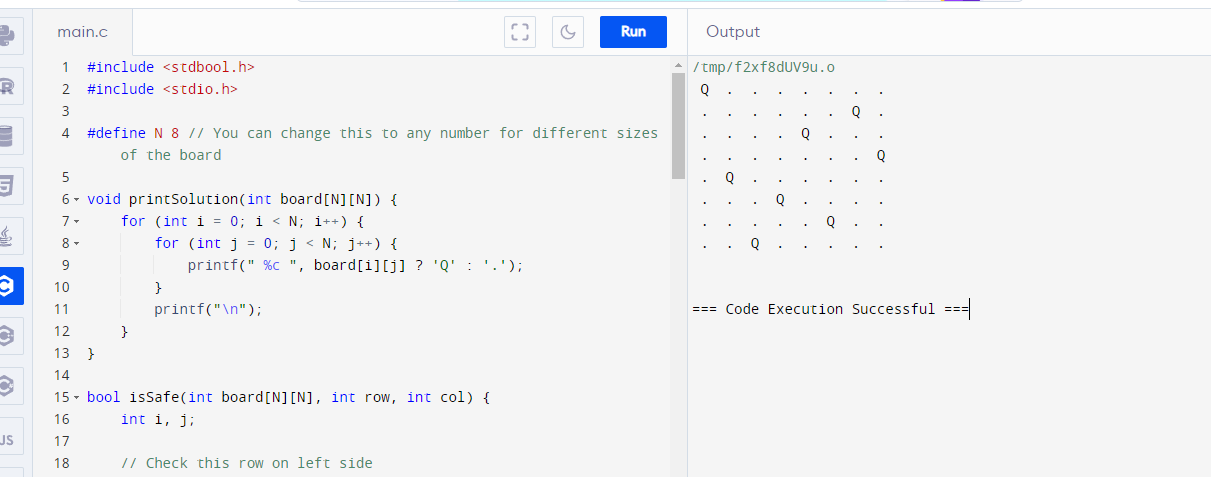 main.c
Run
1 #include <stdbool.h>
2 #include <stdio.h>
3
4 #define N 8 // You can change this to any number for different sizes
of the board
5
6 void printSolution(int board[N][N]) {
7 for (int i = 0; i < N; i++) {
8 for (int j = 0; j < N; j++) {
9 printf(" %c ", board[i][j] ? 'Q' : '.');
10 }
11 printf("\n");
12 }
13 }
14
15 bool isSafe(int board[N][N], int row, int col) {
16 int i, j;
17
18 // Check this row on left side
Output
/tmp/f2xf8dUV9u.o
Q . . . . . . .
. . . . . . Q .
. . . . Q . . .
. . . . . . . Q
. Q . . . . . .
. . . Q . . . .
. . . . . Q . .
. . Q . . . . .
=== Code Execution Successful ===
R
5
C
JS